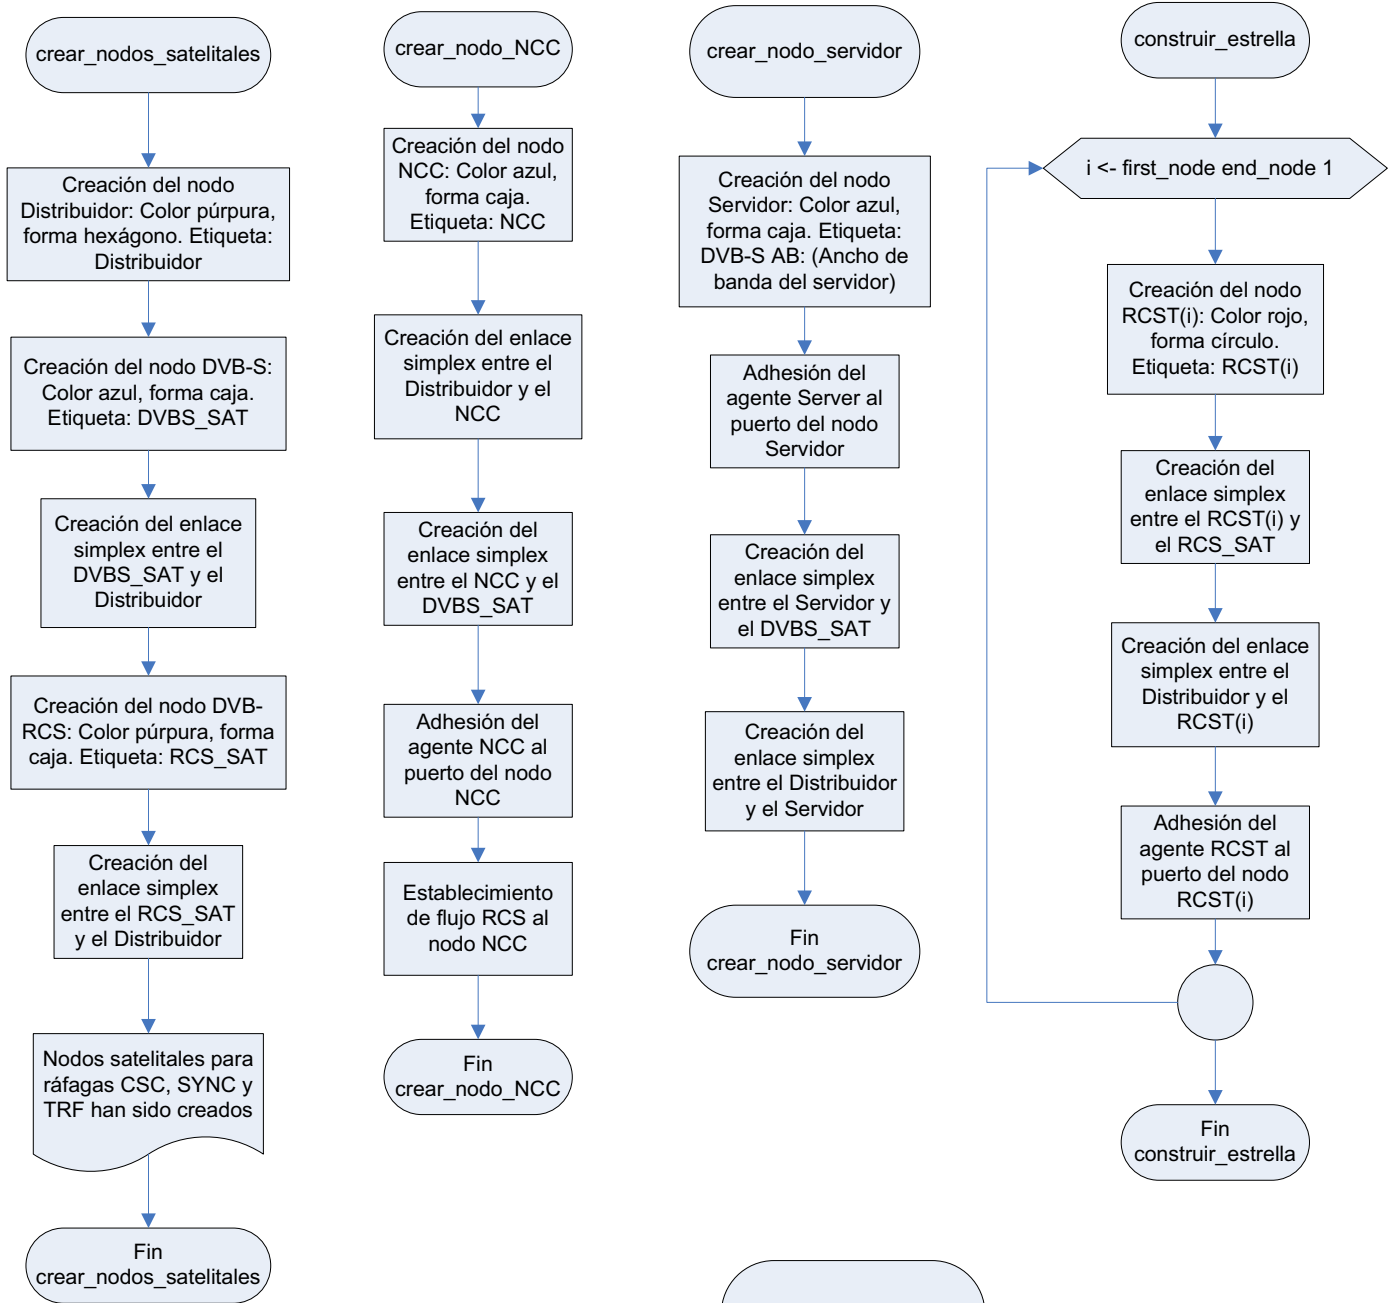 crear_nodos_satelitales
Creación del nodo
Distribuidor: Color púrpura,
forma hexágono. Etiqueta:
Distribuidor
Creación del nodo DVB-S:
Color azul, forma caja.
Etiqueta: DVBS_SAT
Creación del enlace
simplex entre el
DVBS_SAT y el
Distribuidor
Creación del nodo DVB-
RCS: Color púrpura, forma
caja. Etiqueta: RCS_SAT
Creación del
enlace simplex
entre el RCS_SAT
y el Distribuidor
Nodos satelitales para
ráfagas CSC, SYNC y
TRF han sido creados
Fin
crear_nodos_satelitales
crear_nodo_NCC
Creación del nodo
NCC: Color azul,
forma caja.
Etiqueta: NCC
Creación del enlace
simplex entre el
Distribuidor y el
NCC
Creación del
enlace simplex
entre el NCC y el
DVBS_SAT
Adhesión del
agente NCC al
puerto del nodo
NCC
Establecimiento
de flujo RCS al
nodo NCC
Fin
crear_nodo_NCC
crear_nodo_servidor
Creación del nodo
Servidor: Color azul,
forma caja. Etiqueta:
DVB-S AB: (Ancho de
banda del servidor)
Adhesión del
agente Server al
puerto del nodo
Servidor
Creación del
enlace simplex
entre el Servidor y
el DVBS_SAT
Creación del
enlace simplex
entre el Distribuidor
y el Servidor
Fin
crear_nodo_servidor
construir_estrella
i <- first_node end_node 1
Creación del nodo
RCST(i): Color rojo,
forma círculo.
Etiqueta: RCST(i)
Creación del
enlace simplex
entre el RCST(i) y
el RCS_SAT
Creación del enlace
simplex entre el
Distribuidor y el
RCST(i)
Adhesión del
agente RCST al
puerto del nodo
RCST(i)
Fin
construir_estrella